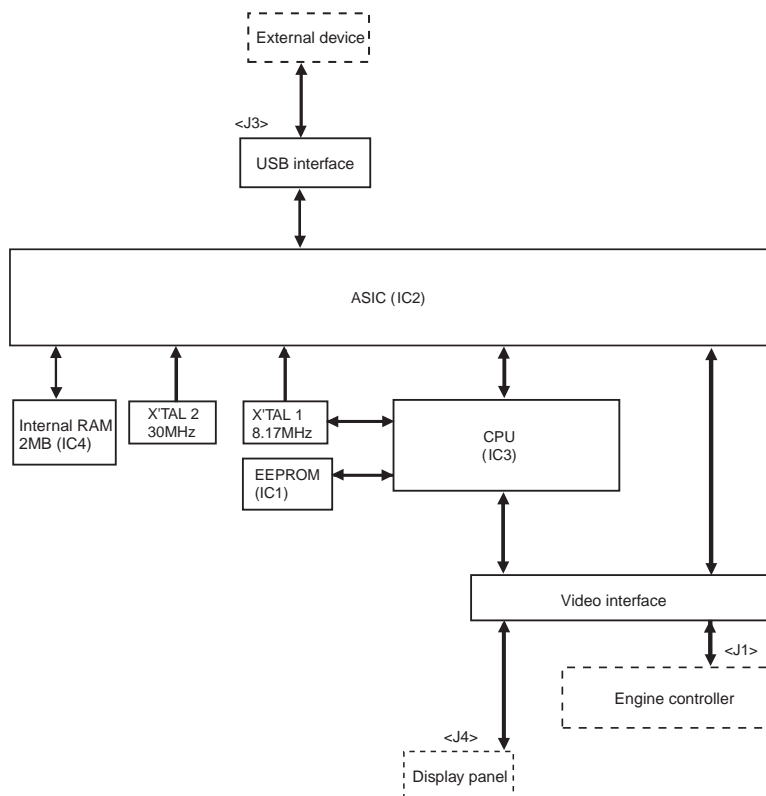 External device
<J3>
USB interface
ASIC (IC2)
Internal RAM
2MB (IC4)
X'TAL 2
30MHz
X'TAL 1
8.17MHz
CPU
(IC3)
EEPROM
(IC1)
Video interface
<J1>
Engine controller
<J4>
Display panel